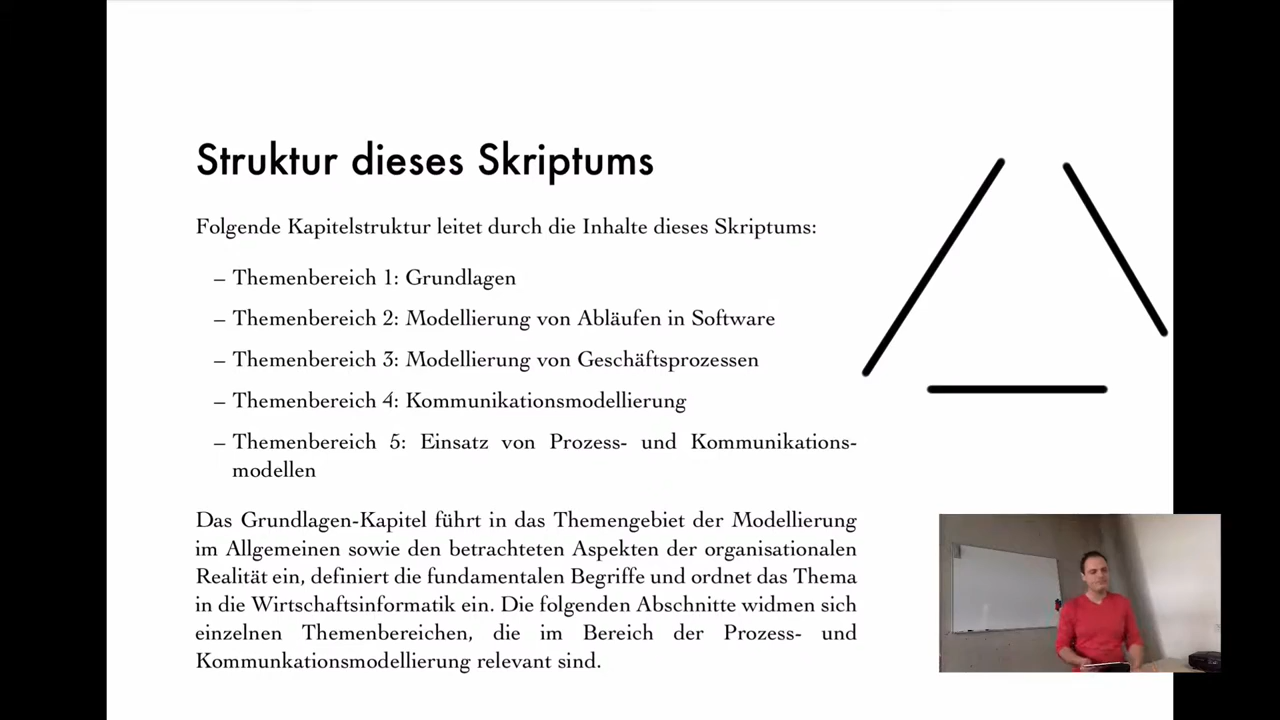 Struktur dieses Skriptums
Folgende Kapitelstruktur leitet durch die Inhalte dieses Skriptums:
– Themenbereich 1: Grundlagen
– Themenbereich 2: Modellierung von Abläufen in Software
– Themenbereich 3: Modellierung von Geschäftsprozessen
– Themenbereich 4: Kommunikationsmodellierung
– Themenbereich 5: Einsatz von Prozess- und Kommunikations-
modellen
Das Grundlagen-Kapitel führt in das Themengebiet der Modellierung
im Allgemeinen sowie den betrachteten Aspekten der organisationalen
Realität ein, definiert die fundamentalen Begriffe und ordnet das Thema
in die Wirtschaftsinformatik ein. Die folgenden Abschnitte widmen sich
einzelnen Themenbereichen, die im Bereich der Prozess- und
Kommunkationsmodellierung relevant sind.